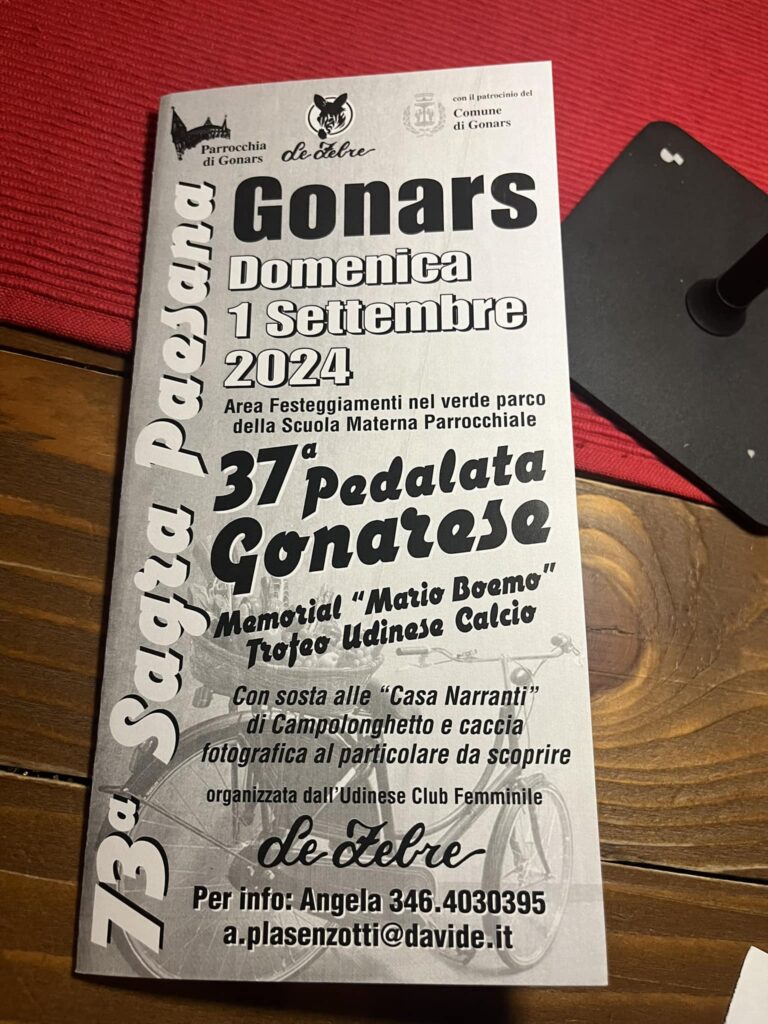 Parrocchia
di Gonars
Le Zebre
con il patrocinio del
Comune
di Gonars
73ª Sagra Paesana
Gonars
Domenica
1 Settembre
2024
Area Festeggiamenti nel verde parco
della Scuola Materna Parrocchiale
37ª Pedalata
Gonarese
Memorial “Mario Boemo”
Trofeo Udinese Calcio
Con sosta alle “Casa Narranti”
di Campolonghetto e caccia
fotografica al particolare da scoprire
organizzata dall'Udinese Club Femminile
Le Zebre
Per info: Angela 346.4030395
a.plasenzotti@davide.it